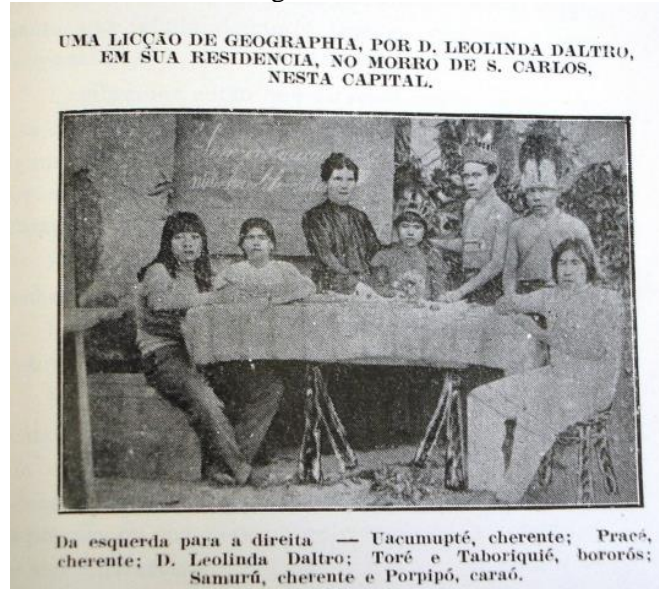 UMA LICÇÃO DE GEOGRAPHIA, POR D. LEOLINDA DALTRO,
EM SUA RESIDENCIA, NO MORRO DE S. CARLOS,
NESTA CAPITAL.
Da esquerda para a direita — Uacumupté, cherente; Pracé,
cherente; D. Leolinda Daltro; Toré e Taboriquié, bororós;
Samurú, cherente e Porpipó, caraó.